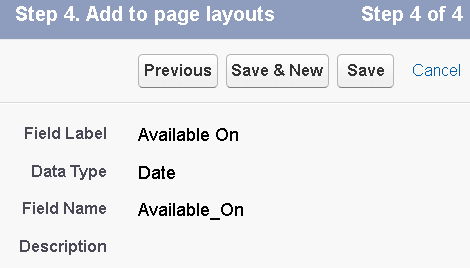 Step 4. Add to page layouts Step 4 of 4
Previous Save & New Save Cancel
Field Label Available On
Data Type Date
Field Name Available_On
Description